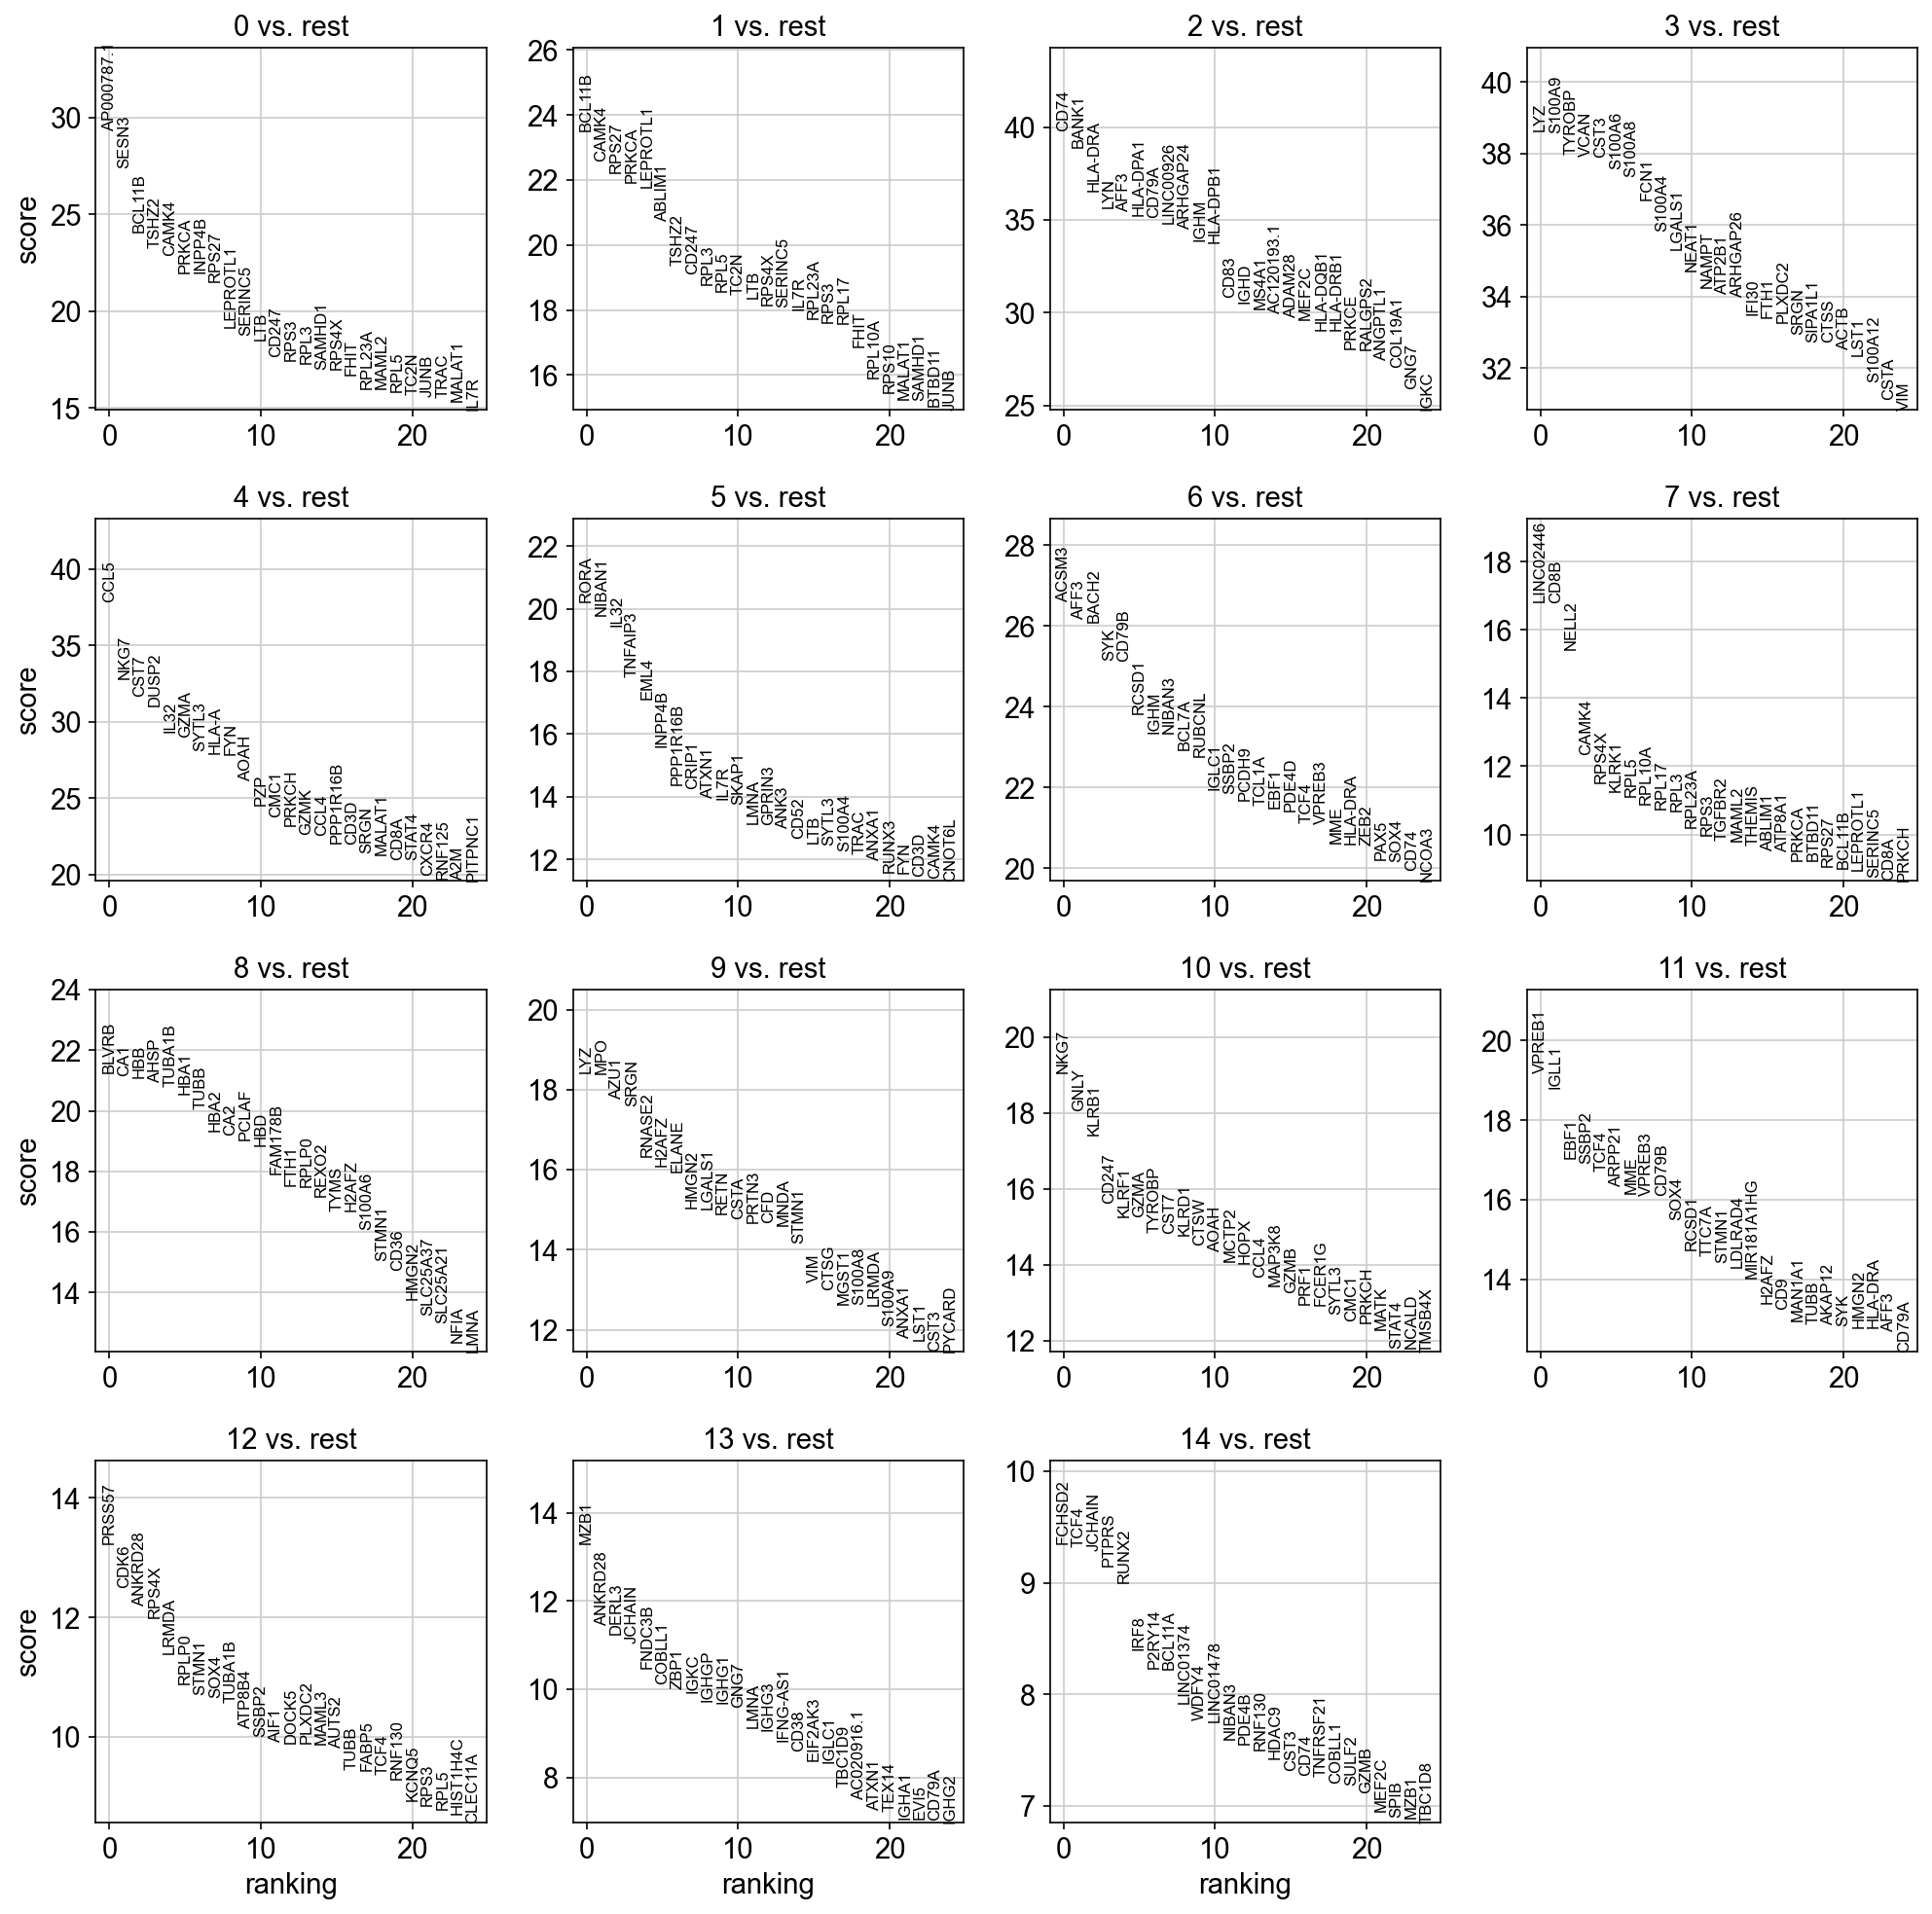 0 vs. rest
1 vs. rest
2 vs. rest
3 vs. rest
score
30
25
20
15
0
10
20
AP000787.1
SESN3
BCL11B
TSHZ2
CAMK4
PRKCA
INPP4B
RPS27
LEPROTL1
SERINC5
LTB
CD247
RPS3
RPL3
SAMHD1
RPS4X
FHIT
RPL23A
MAML2
RPL5
TC2N
JUNB
TRAC
MALAT1
IL7R
26
24
22
20
18
16
0
10
20
BCL11B
CAMK4
RPS27
PRKCA
LEPROTL1
ABLIM1
TSHZ2
CD247
RPL3
RPL5
TC2N
LTB
RPS4X
SERINC5
IL7R
RPL23A
RPS3
RPL17
FHIT
RPL10A
RPS10
MALAT1
SAMHD1
BTBD11
JUNB
40
35
30
25
0
10
20
CD74
BANK1
HLA-DRA
LYN
AFF3
HLA-DPA1
CD79A
LINC00926
ARHGAP24
IGHM
HLA-DPB1
CD83
IGHD
MS4A1
AC120193.1
ADAM28
MEF2C
HLA-DQB1
HLA-DRB1
PRKCE
RALGPS2
ANGPTL1
COL19A1
GNG7
IGKC
40
38
36
34
32
0
10
20
LYZ
S100A9
TYROBP
VCAN
CST3
S100A6
S100A8
FCN1
S100A4
LGALS1
NEAT1
NAMPT
ATP2B1
ARHGAP26
IFI30
FTH1
PLXDC2
SRGN
SIPA1L1
CTSS
ACTB
LST1
S100A12
CSTA
VIM
4 vs. rest
5 vs. rest
6 vs. rest
7 vs. rest
score
40
35
30
25
20
0
10
20
CCL5
NKG7
CST7
DUSP2
IL32
GZMA
SYTL3
HLA-A
FYN
AOAH
PZP
CMC1
PRKCH
GZMK
CCL4
PPP1R16B
CD3D
SRGN
MALAT1
CD8A
STAT4
CXCR4
RNF125
A2M
PITPNC1
22
20
18
16
14
12
0
10
20
RORA
NIBAN1
IL32
TNFAIP3
EML4
INPP4B
PPP1R16B
CRIP1
ATXN1
IL7R
SKAP1
LMNA
GPRIN3
ANK3
CD52
LTB
SYTL3
S100A4
TRAC
ANXA1
RUNX3
FYN
CD3D
CAMK4
CNOT6L
28
26
24
22
20
0
10
20
ACSM3
AFF3
BACH2
SYK
CD79B
RCSD1
IGHM
NIBAN3
BCL7A
RUBCNL
IGLC1
SSBP2
PCDH9
TCL1A
EBF1
PDE4D
TCF4
VPREB3
MME
HLA-DRA
ZEB2
PAX5
SOX4
CD74
NCOA3
18
16
14
12
10
0
10
20
LINC02446
CD8B
NELL2
CAMK4
RPS4X
KLRK1
RPL5
RPL10A
RPL17
RPL3
RPL23A
RPS3
TGFBR2
MAML2
THEMIS
ABLIM1
ATP8A1
PRKCA
BTBD11
RPS27
BCL11B
LEPROTL1
SERINC5
CD8A
PRKCH
8 vs. rest
9 vs. rest
10 vs. rest
11 vs. rest
score
24
22
20
18
16
14
0
10
20
BLVRB
CA1
HBB
AHSP
TUBA1B
HBA1
TUBB
HBA2
CA2
PCLAF
HBD
FAM178B
FTH1
RPLP0
REXO2
TYMS
H2AFZ
S100A6
STMN1
CD36
HMGN2
SLC25A37
SLC25A21
NFIA
LMNA
20
18
16
14
12
0
10
20
LYZ
MPO
AZU1
SRGN
RNASE2
H2AFZ
ELANE
HMGN2
LGALS1
RETN
CSTA
PRTN3
CFD
MNDA
STMN1
VIM
CTSG
MGST1
S100A8
LRMDA
S100A9
ANXA1
LST1
CST3
PYCARD
20
18
16
14
12
0
10
20
NKG7
GNLY
KLRB1
CD247
KLRF1
GZMA
TYROBP
CST7
KLRD1
CTSW
AOAH
MCTP2
HOPX
CCL4
MAP3K8
GZMB
PRF1
FCER1G
SYTL3
CMC1
PRKCH
MATK
STAT4
NCALD
TMSB4X
20
18
16
14
0
10
20
VPREB1
IGLL1
EBF1
SSBP2
TCF4
ARPP21
MME
VPREB3
CD79B
SOX4
RCSD1
TTC7A
STMN1
LDLRAD4
MIR181A1HG
H2AFZ
CD9
MAN1A1
TUBB
AKAP12
SYK
HMGN2
HLA-DRA
AFF3
CD79A
12 vs. rest
13 vs. rest
14 vs. rest
score
14
12
10
0
10
20
ranking
PRSS57
CDK6
ANKRD28
RPS4X
LRMDA
RPLP0
STMN1
SOX4
TUBA1B
ATP8B4
SSBP2
AIF1
DOCK5
PLXDC2
MAML3
AUTS2
TUBB
FABP5
TCF4
RNF130
KCNQ5
RPS3
RPL5
HIST1H4C
CLEC11A
14
12
10
8
0
10
20
ranking
MZB1
ANKRD28
DERL3
JCHAIN
FNDC3B
COBLL1
ZBP1
IGKC
IGHGP
IGHG1
GNG7
LMNA
IGHG3
IFNG-AS1
CD38
EIF2AK3
IGLC1
TBC1D9
AC020916.1
ATXN1
TEX14
IGHA1
EVI5
CD79A
IGHG2
10
9
8
7
0
10
20
ranking
FCHSD2
TCF4
JCHAIN
PTPRS
RUNX2
IRF8
P2RY14
BCL11A
LINC01374
WDFY4
LINC01478
NIBAN3
PDE4B
RNF130
HDAC9
CST3
CD74
TNFRSF21
COBLL1
SULF2
GZMB
MEF2C
SPIB
MZB1
TBC1D8